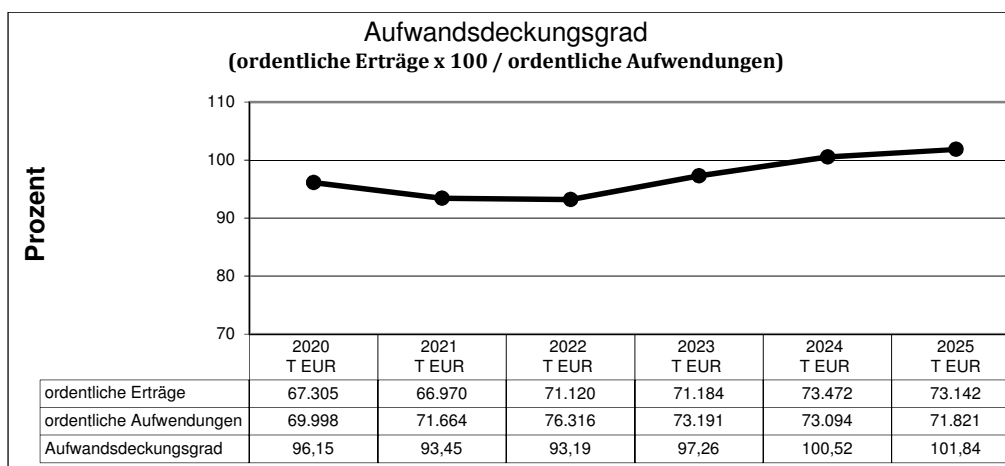 Aufwandsdeckungsgrad
(ordentliche Erträge x 100 / ordentliche Aufwendungen)
Prozent
110
100
90
80
70
2020 2021 2022 2023 2024 2025
T EUR T EUR T EUR T EUR T EUR T EUR
ordentliche Erträge 67.305 66.970 71.120 71.184 73.472 73.142
ordentliche Aufwendungen 69.998 71.664 76.316 73.191 73.094 71.821
Aufwandsdeckungsgrad 96,15 93,45 93,19 97,26 100,52 101,84